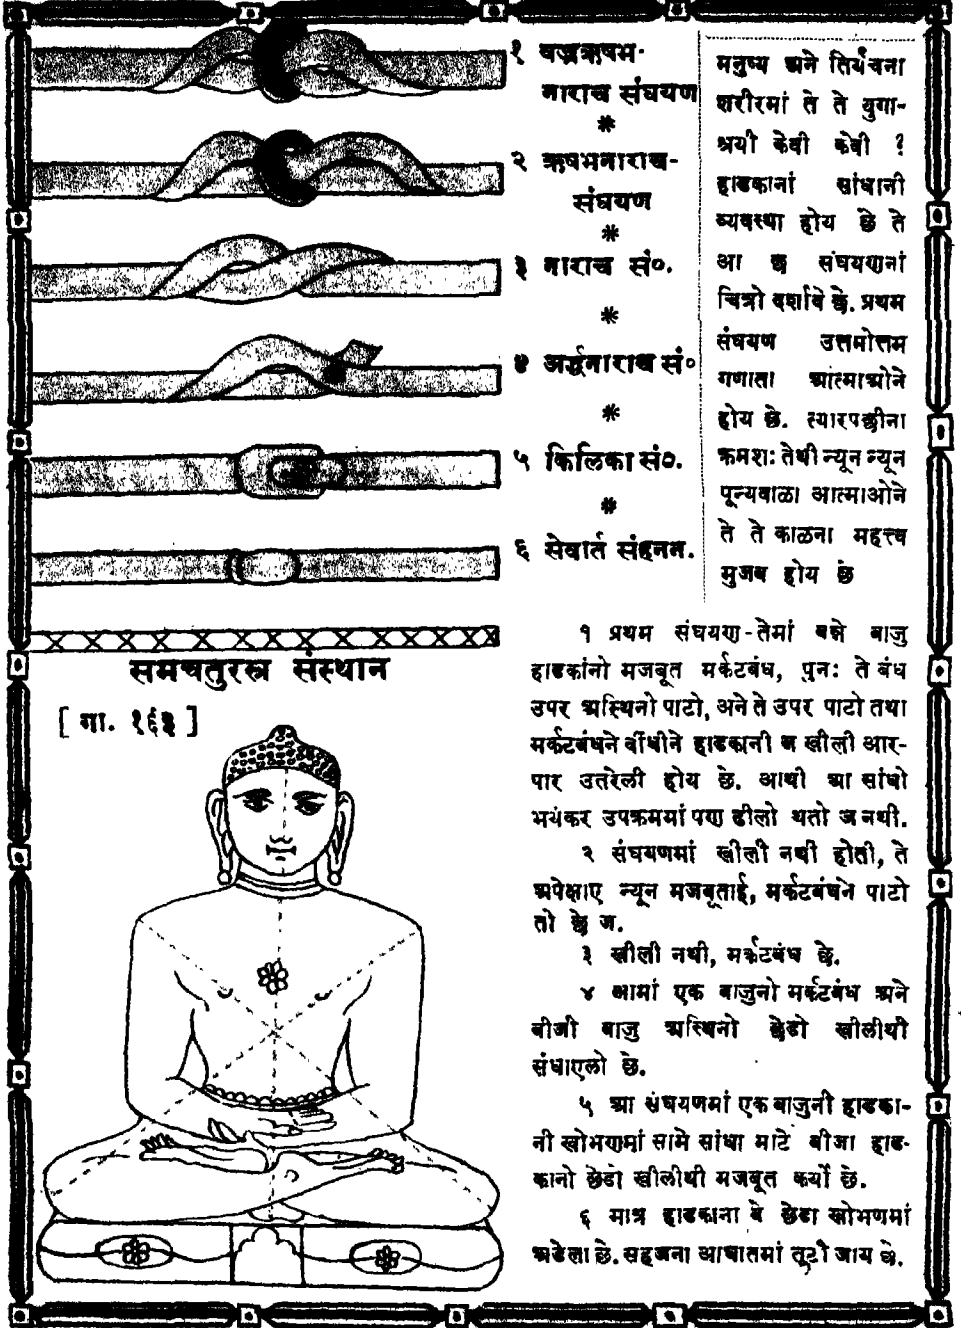 १ वज्रऋषभ-
नाराच संघयण
*
२ ऋषभनाराच-
संघयण
*
३ नाराच सं०.
*
४ अर्द्धनाराच सं०
*
५ किलिका सं०.
*
६ सेवार्त संहनन.
मनुष्य अने तिर्यंचना
शरीरमां ते ते युगा-
श्रयी केवी केवी ?
हाडकानां सांधानी
व्यवस्था होय छे ते
आ छ संघयणनां
चित्रो दर्शावे छे. प्रथम
संघयण उत्तमोत्तम
गणाता आत्माओने
होय छे. त्यारपछीना
क्रमशः तेथी न्यून न्यून
पून्यवाळा आत्माओने
ते ते काळना महत्त्व
मुजब होय छे
समचतुरस्त्र संस्थान
[ गा. १६३ ]
१ प्रथम संघयण-तेमां बन्ने बाजु
हाडकांनो मजबूत मर्कटबंध, पुनः ते बंध
उपर अस्थिनो पाटो, अने ते उपर पाटो तथा
मर्कटबंधने वींधीने हाडकानी ज खीली आर-
पार उतरेली होय छे. आथी आ सांधो
भयंकर उपक्रममां पण ढीलो थतो ज नथी.
२ संघयणमां खीली नथी होती, ते
अपेक्षाए न्यून मजबूताई, मर्कटबंधने पाटो
तो छे ज.
३ खीली नथी, मर्कटबंध छे.
४ आमां एक बाजुनो मर्कटबंध अने
बीजी बाजु अस्थिनो छेडो खीलीथी
संधाएलो छे.
५ आ संघयणमां एक बाजुनी हाडका-
नी खोभणमां सामे सांधा माटे बीजा हाड-
कानो छेडो खीलीथी मजबूत कर्यो छे.
६ मात्र हाडकाना बे छेडा खोभणमां
अडेला छे. सहजना आघातमां तूटी जाय छे.